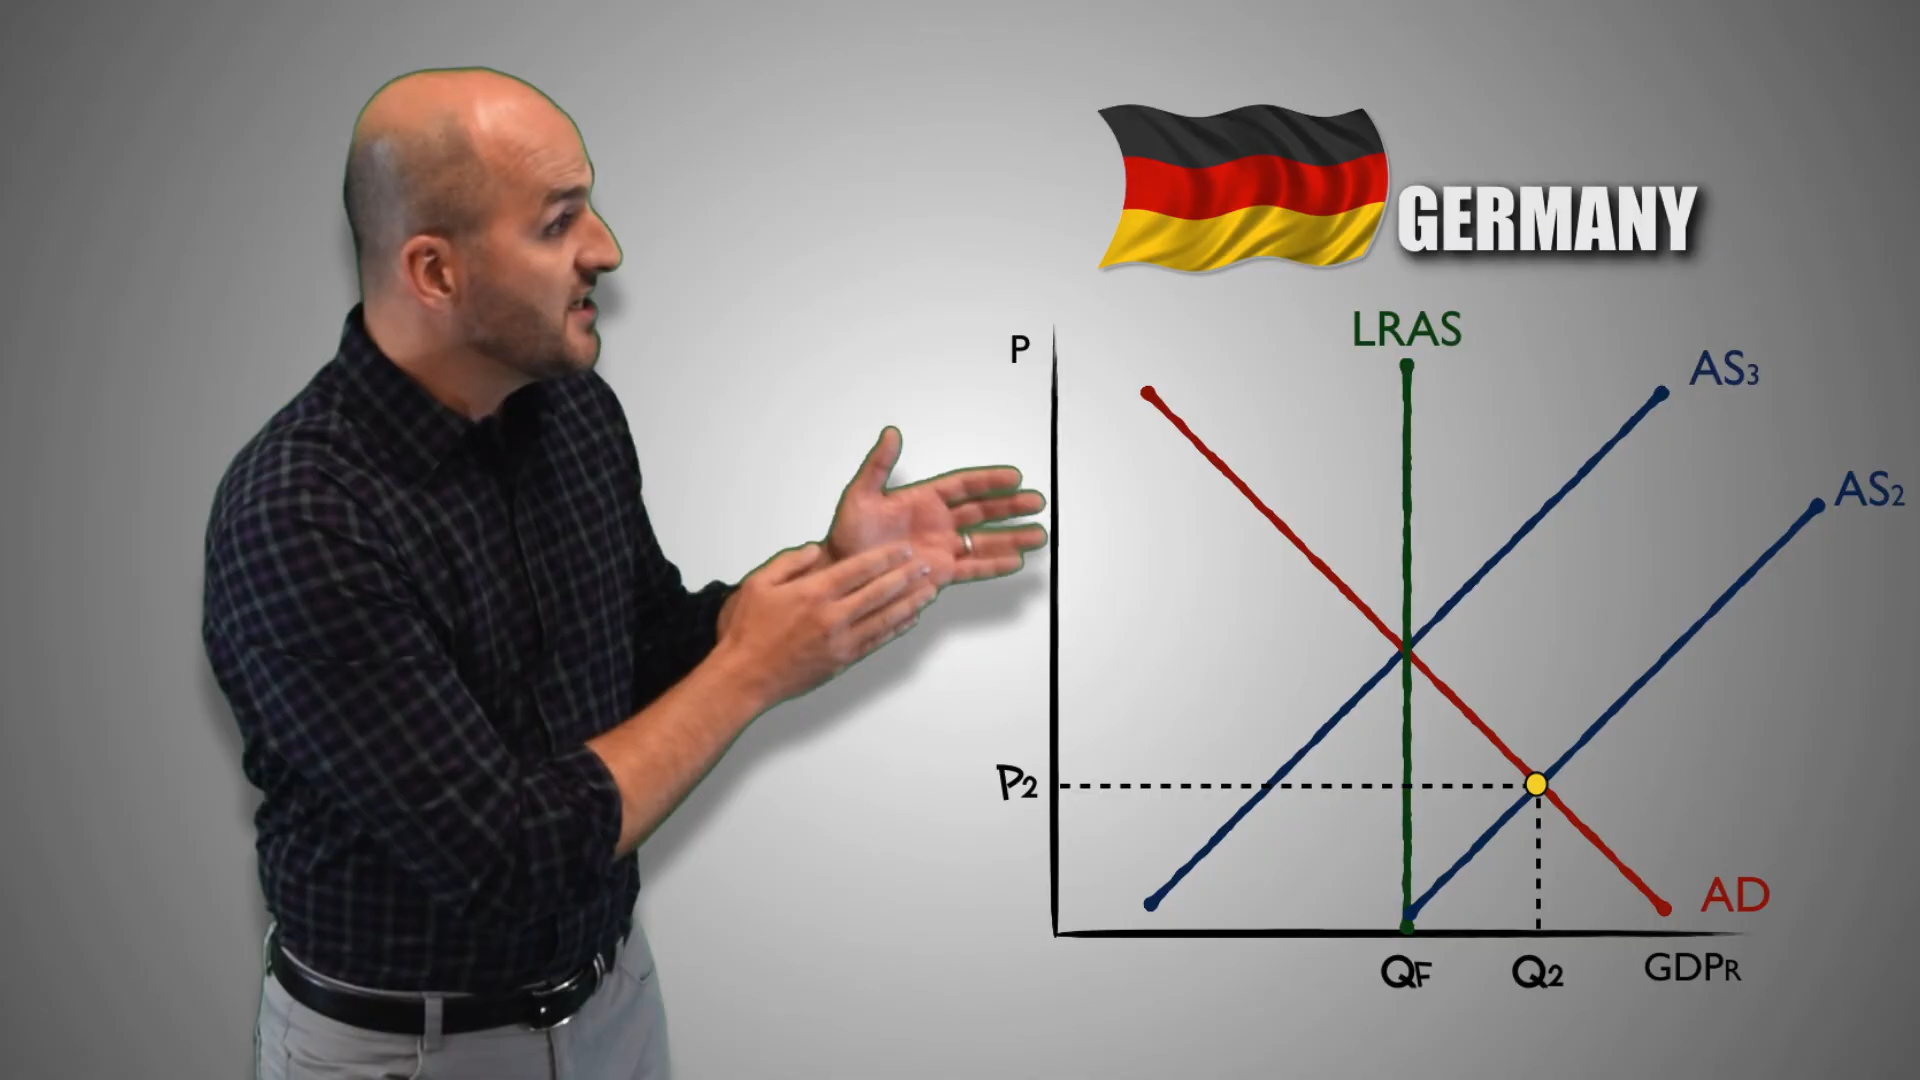 GERMANY
LRAS
P
AS3
AS2
P2
AD
QF
Q2
GDPR